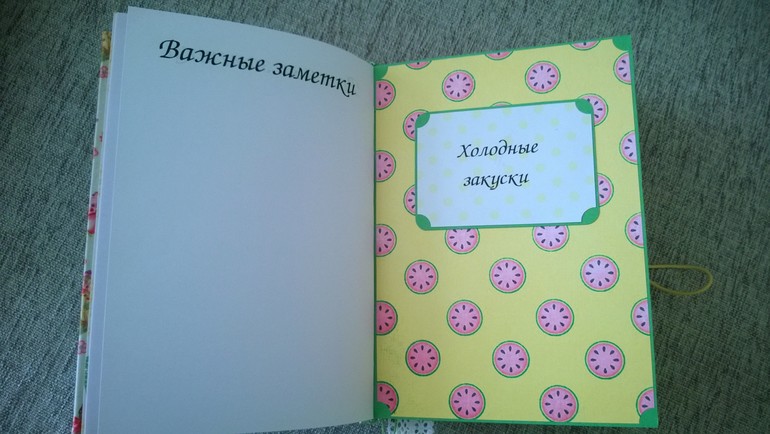 Важные заметки
Холодные
закуски